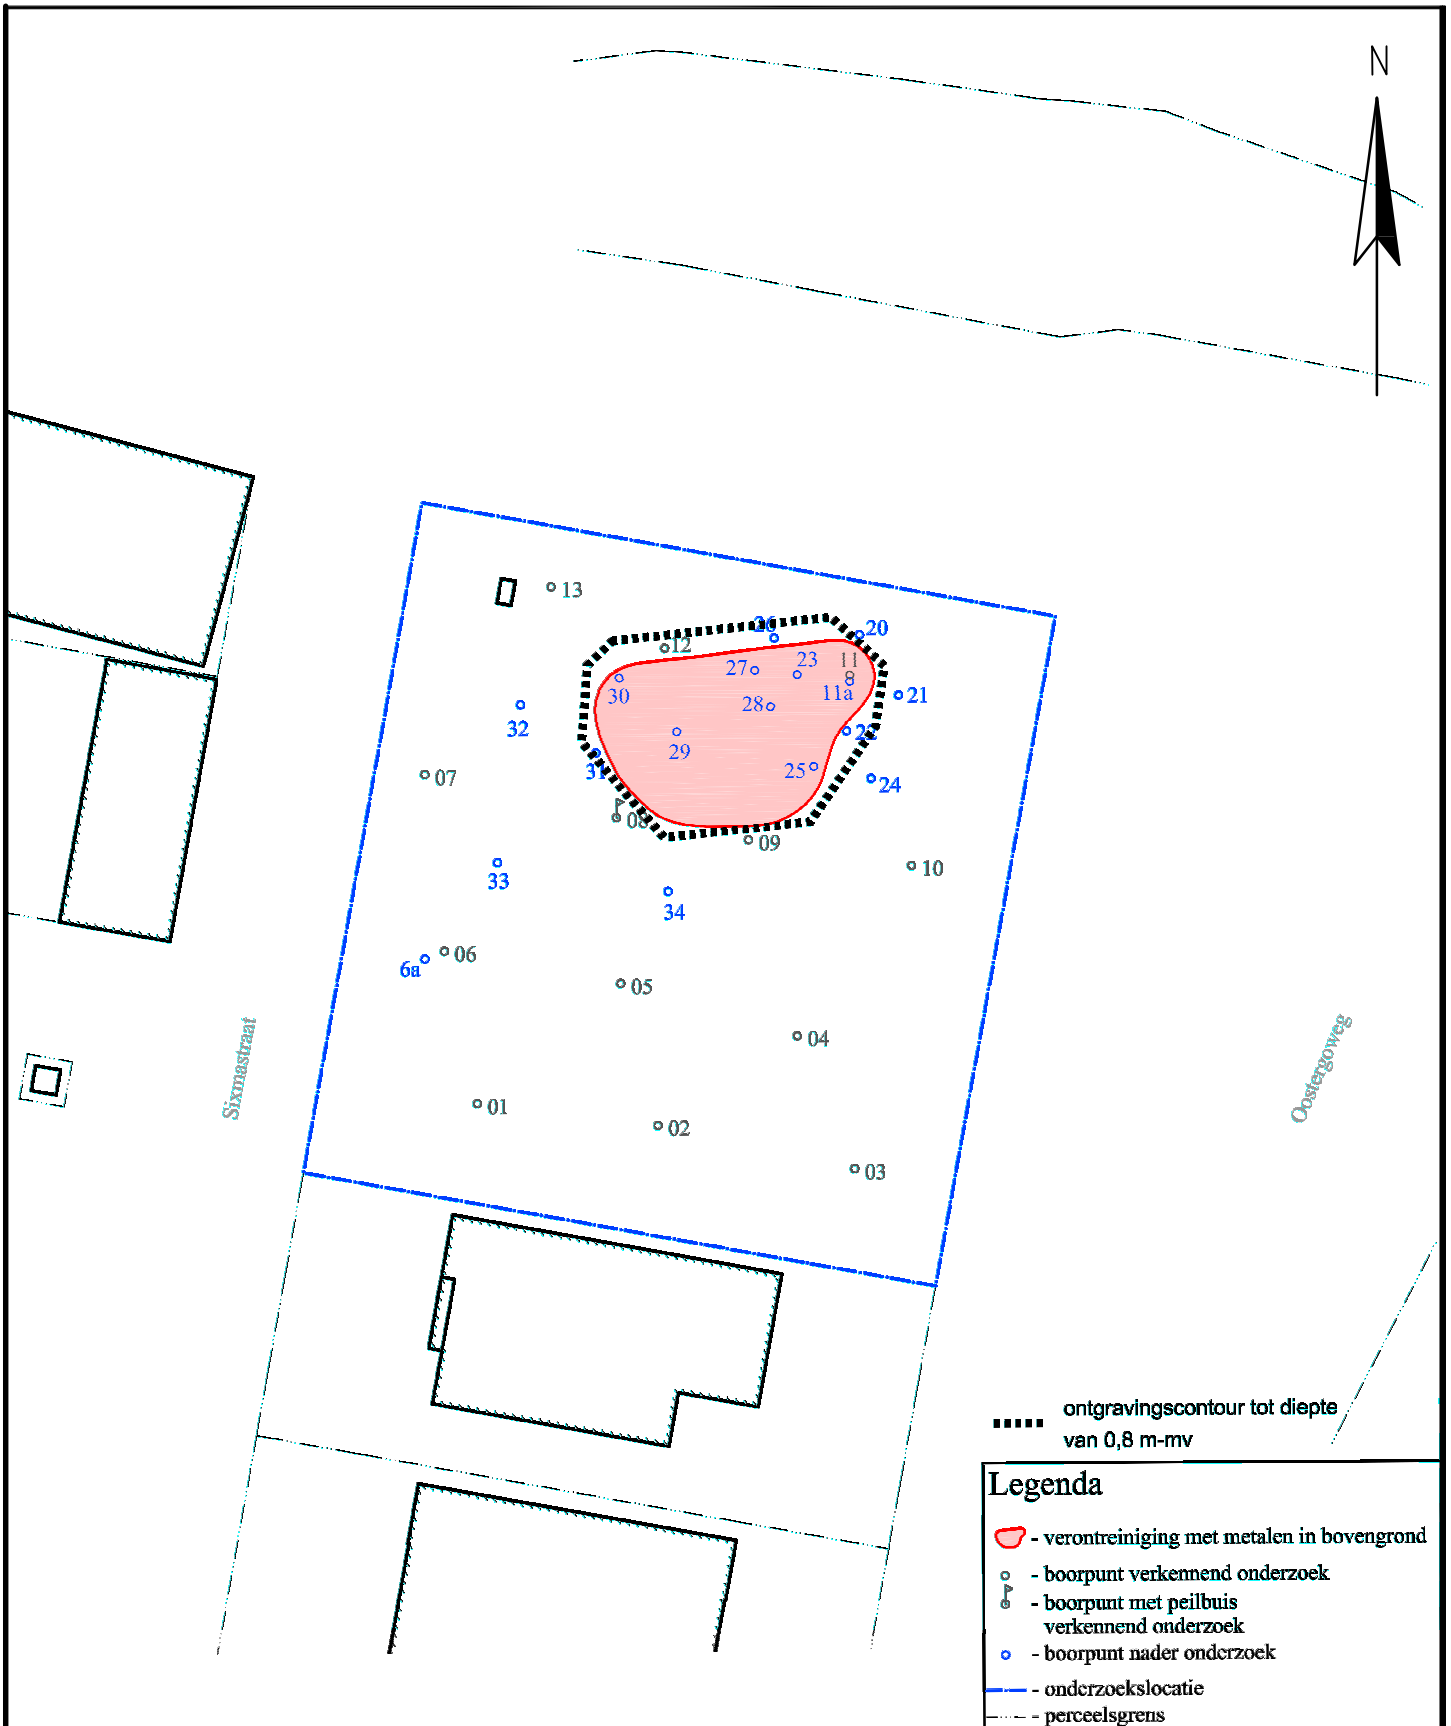 N
13
12
26
20
27
23
11
11a
30
28
21
32
22
29
31
25
24
07
08
09
10
33
34
06
6a
05
04
Sixmastraat
Oostergoweg
01
02
03
ontgravingscontour tot diepte
van 0,8 m-mv
Legenda
- verontreiniging met metalen in bovengrond
- boorpunt verkennend onderzoek
- boorpunt met peilbuis
verkennend onderzoek
- boorpunt nader onderzoek
- onderzoekslocatie
- perceelsgrens